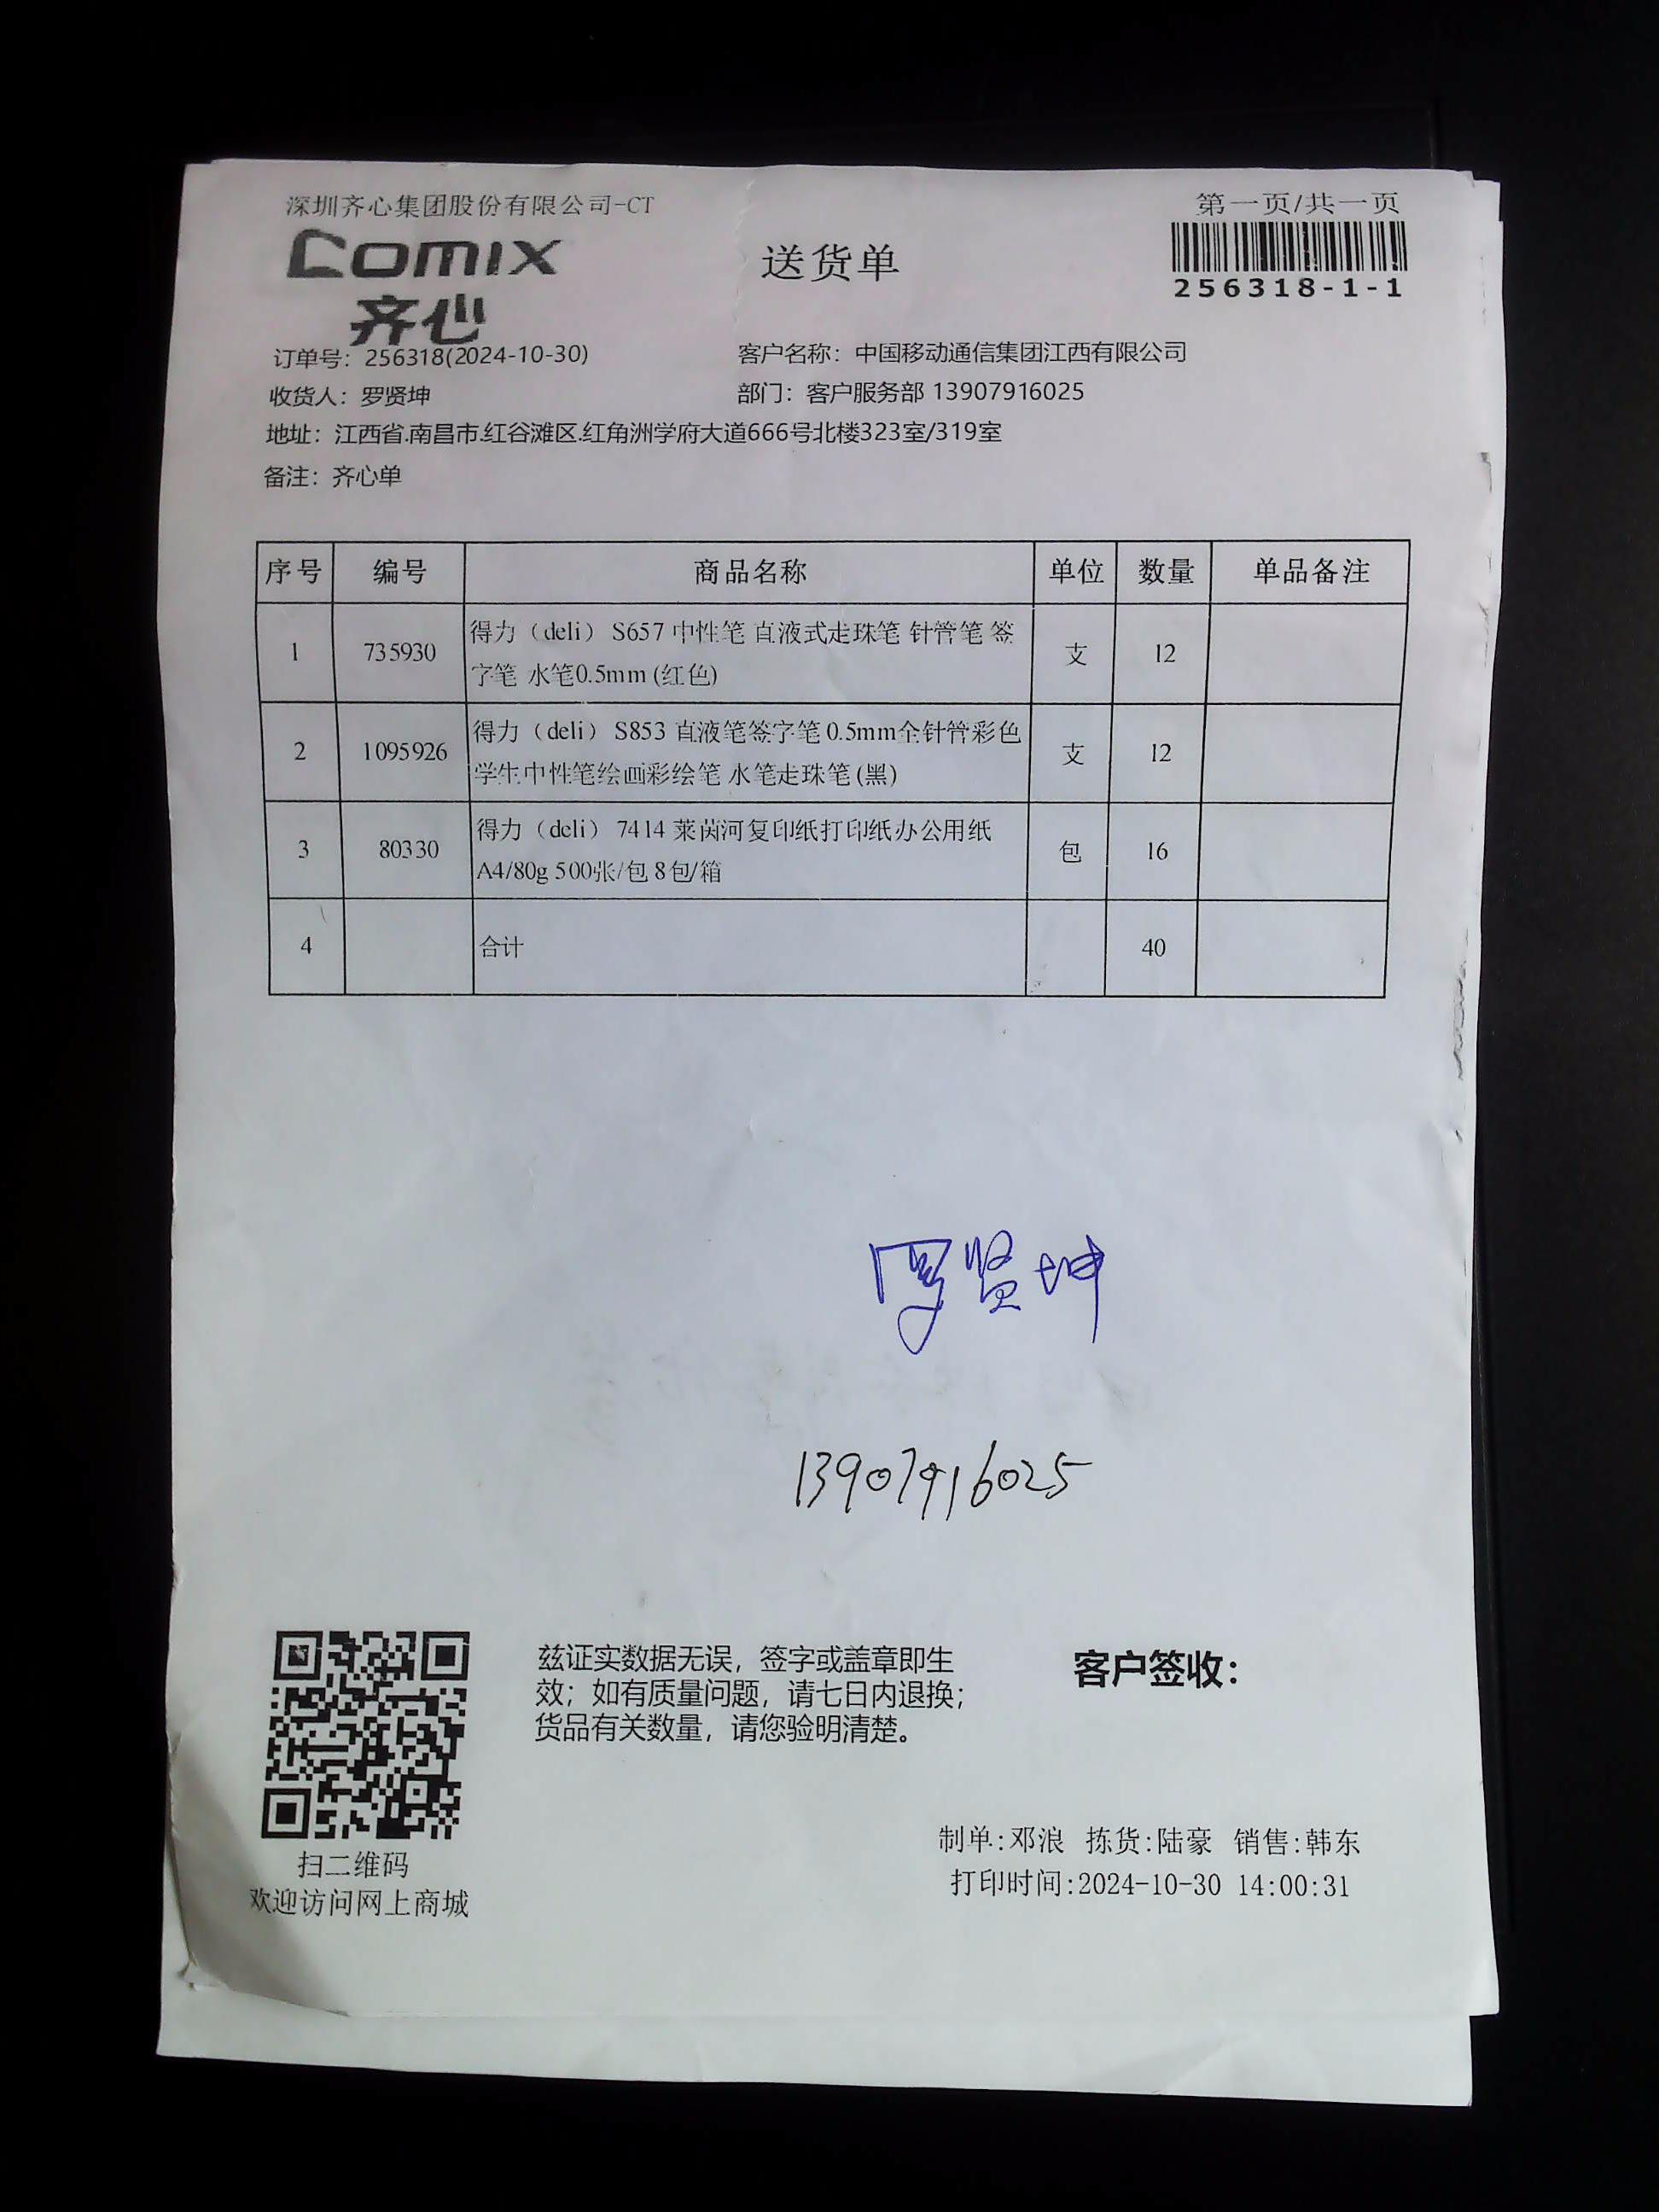 深圳齐心集团股份有限公司-CT
第一页/共一页
comix
齐心
送货单
256318-1-1
订单号：256318(2024-10-30)
客户名称：中国移动通信集团江西有限公司
收货人：罗贤坤
部门：客户服务部 13907916025
地址：江西省.南昌市.红谷滩区.红角洲学府大道666号北楼323室/319室
备注：齐心单
序号 编号 商品名称 单位 数量 单品备注
1 735930 得力（deli） S657 中性笔 直液式走珠笔 针管笔 签
字笔 水笔0.5mm (红色) 支 12
2 1095926 得力（deli） S853 直液笔签字笔 0.5mm全针管彩色
学生中性笔绘画彩绘笔 水笔走珠笔 (黑) 支 12
3 80330 得力（deli） 7414 莱茵河复印纸打印纸办公用纸
A4/80g 500张/包 8包/箱 包 16
4 合计 40
罗贤坤
13907916025
兹证实数据无误，签字或盖章即生
效；如有质量问题，请七日内退换；
货品有关数量，请您验明清楚。
客户签收：
扫二维码
欢迎访问网上商城
制单:邓浪 拣货:陆豪 销售:韩东
打印时间:2024-10-30 14:00:31